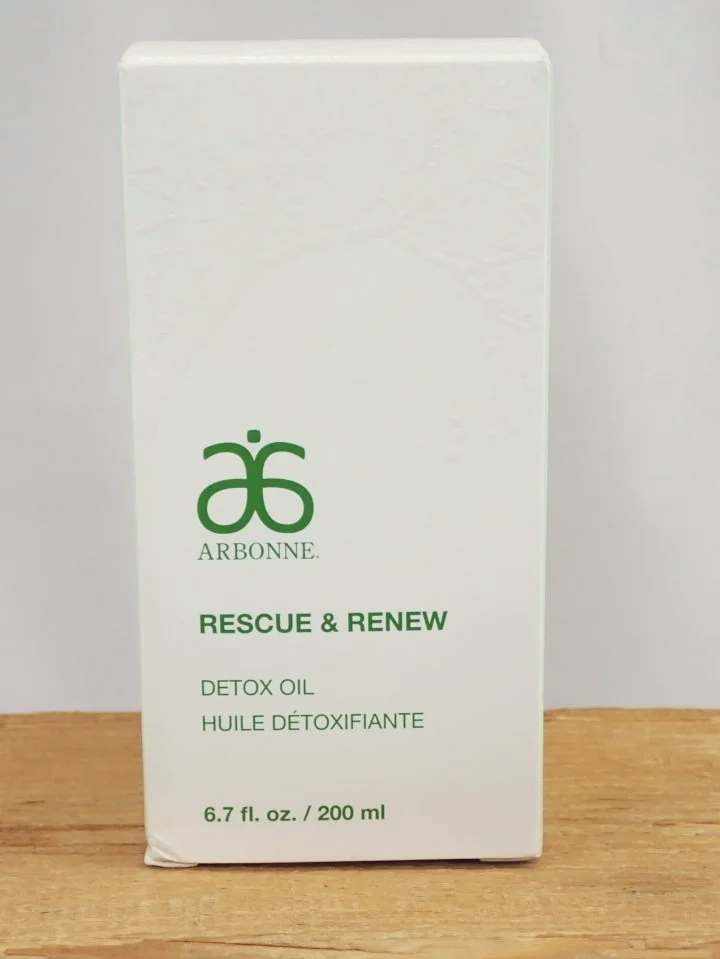 ARBONNE.
RESCUE & RENEW
DETOX OIL
HUILE DÉTOXIFIANTE
6.7 fl. oz. / 200 ml